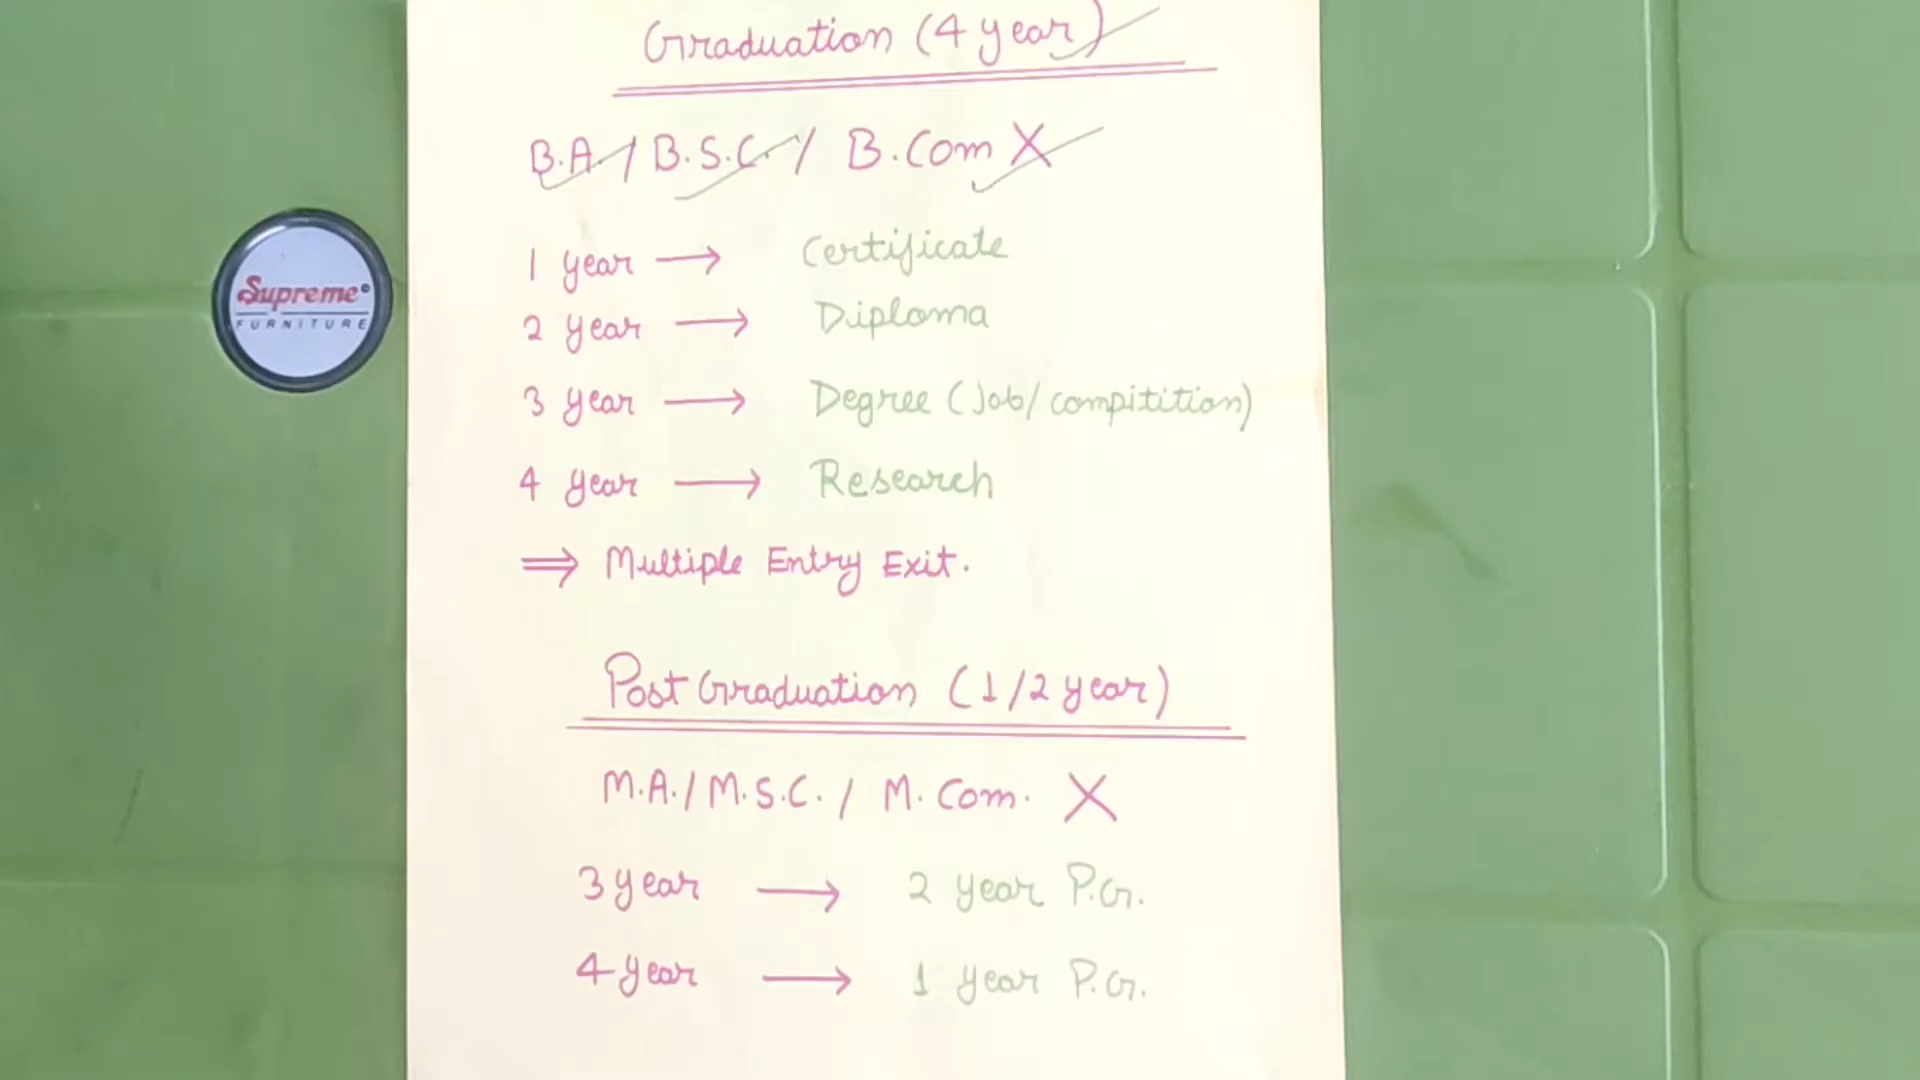 Graduation (4 year)
B.A. / B.S.C. / B.Com X
1 year → Certificate
2 year → Diploma
3 year → Degree (Job/compitition)
4 year → Research
⇒ Multiple Entry Exit.
Supreme
FURNITURE
Post Graduation (1/2 year)
M.A./M.S.C./ M. Com. X
3 year → 2 year P.G.
4 year → 1 year P.G.